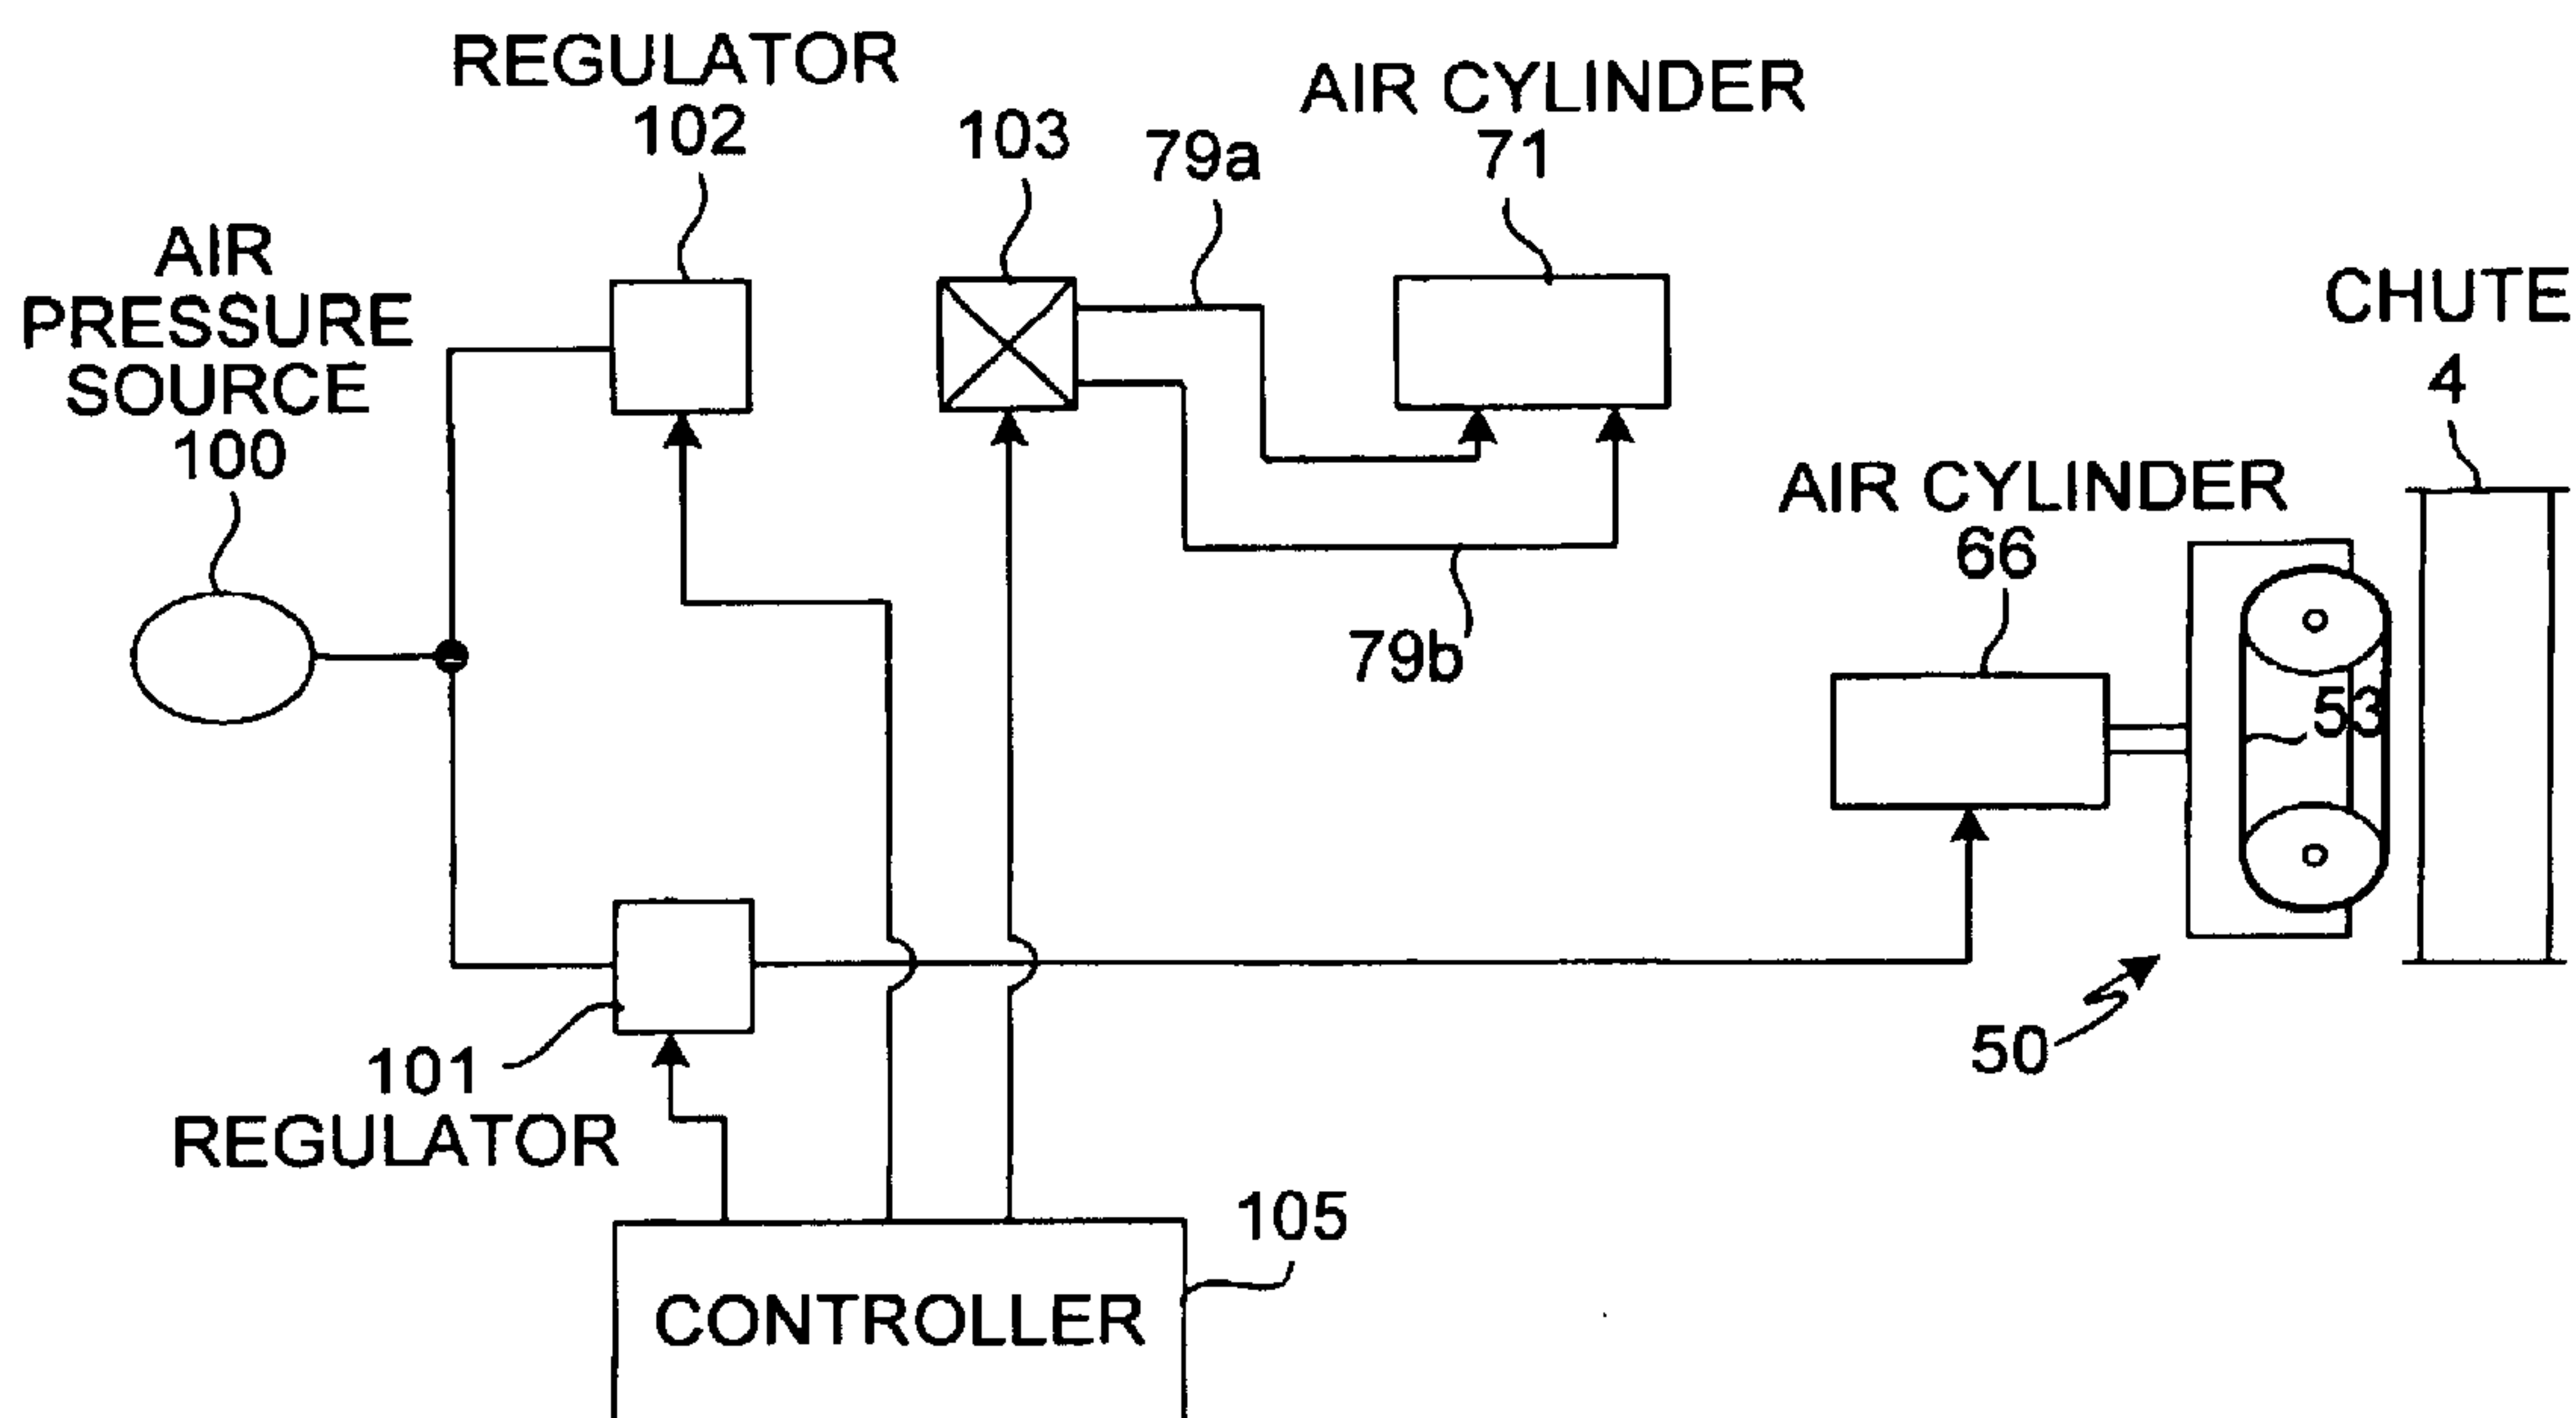 REGULATOR
102
103
79a
AIR CYLINDER
71
AIR
PRESSURE
SOURCE
100
CHUTE
4
AIR CYLINDER
66
79b
53
101
REGULATOR
50
105
CONTROLLER